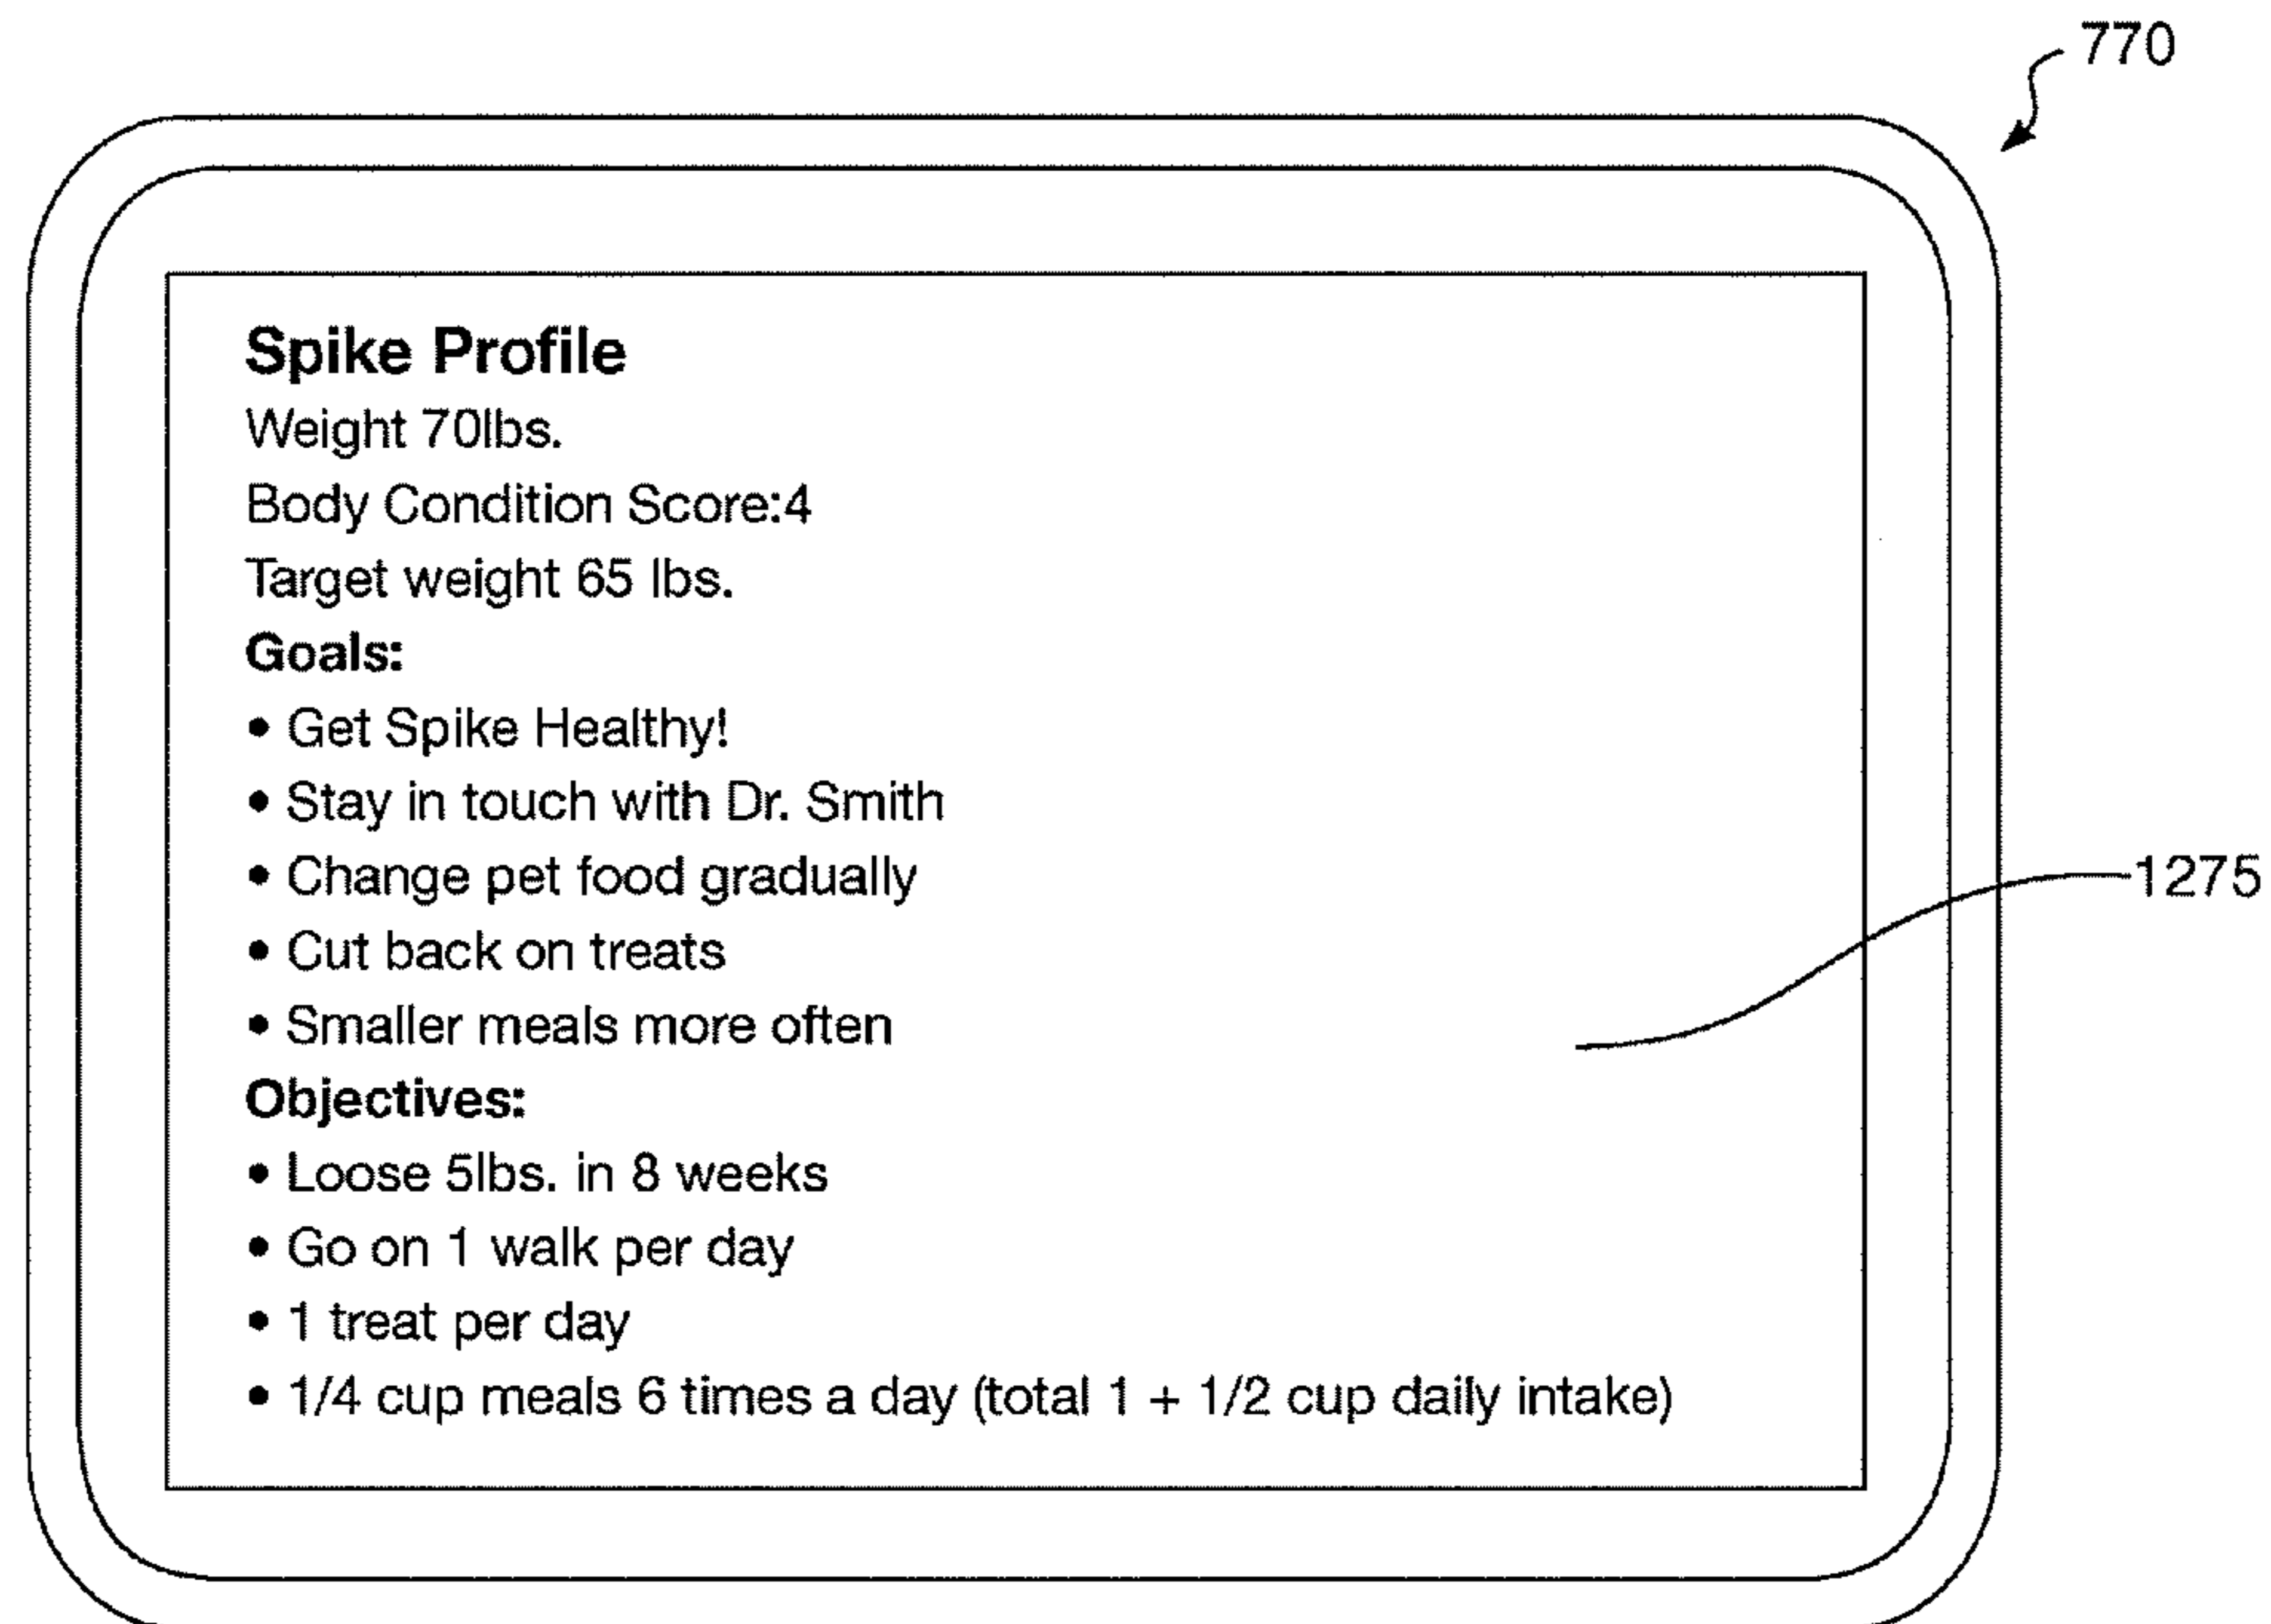 770
Spike Profile
Weight 70lbs.
Body Condition Score:4
Target weight 65 lbs.
Goals:
• Get Spike Healthy!
• Stay in touch with Dr. Smith
• Change pet food gradually
1275
• Cut back on treats
• Smaller meals more often
Objectives:
• Loose 5lbs. in 8 weeks
• Go on 1 walk per day
• 1 treat per day
• 1/4 cup meals 6 times a day (total 1 + 1/2 cup daily intake)